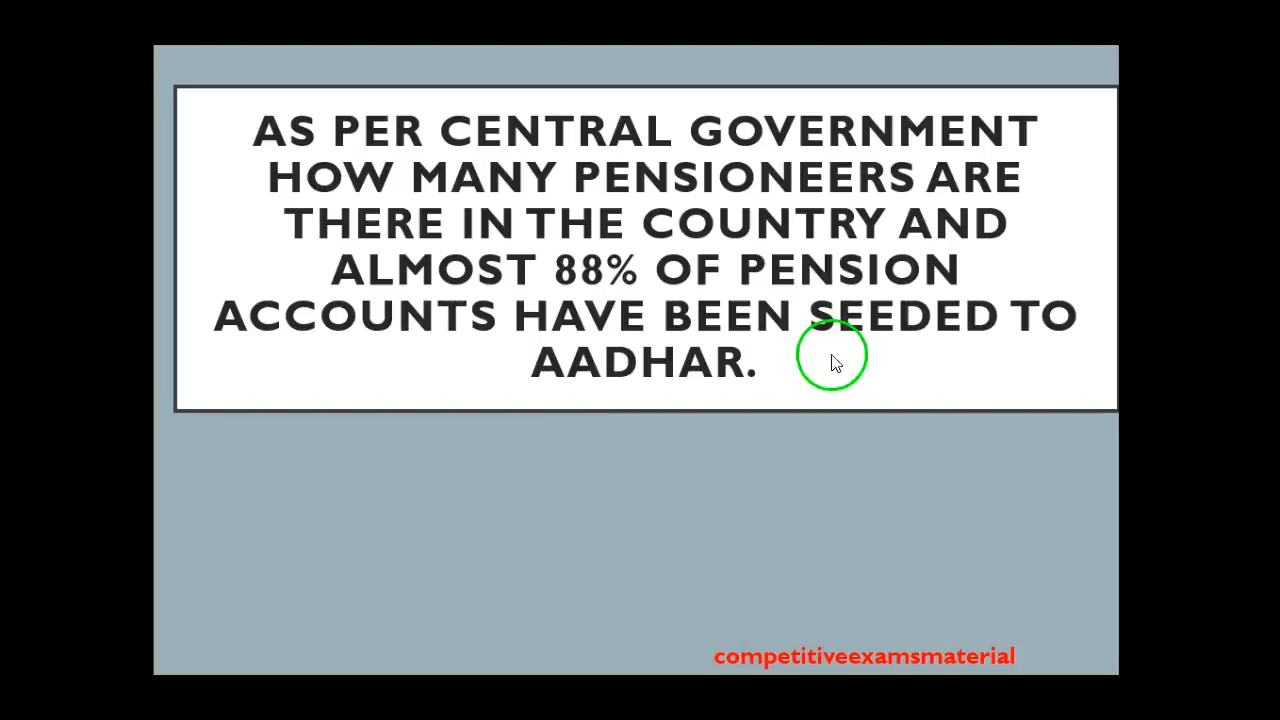 AS PER CENTRAL GOVERNMENT
HOW MANY PENSIONEERS ARE
THERE IN THE COUNTRY AND
ALMOST 88% OF PENSION
ACCOUNTS HAVE BEEN SEEDED TO
AADHAR.
competitiveexamsmaterial